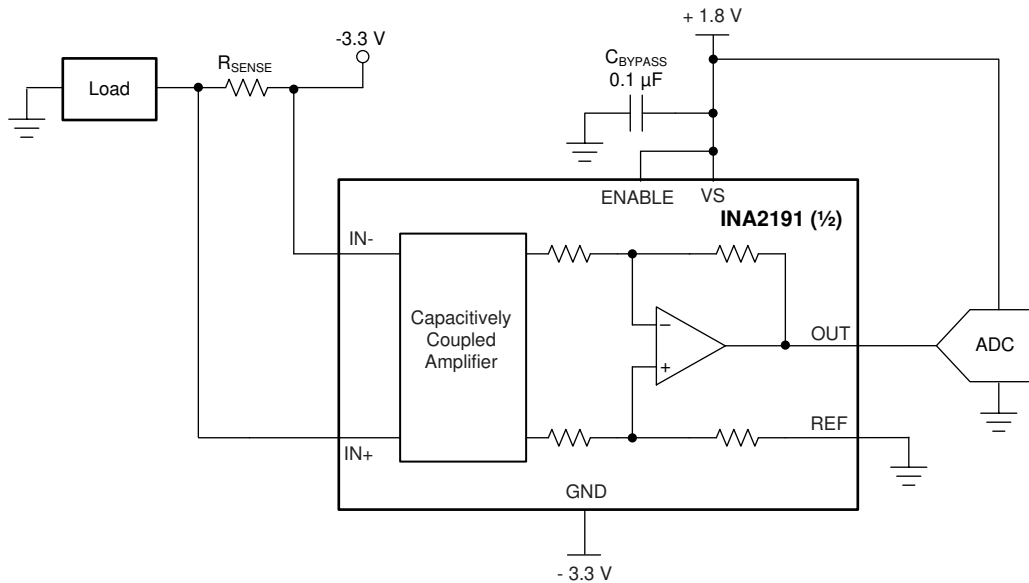 + 1.8 V
-3.3 V
RSENSE
CBYPASS
0.1 µF
Load
ENABLE
VS
INA2191 (½)
IN-
Capacitively
Coupled
Amplifier
−
+
OUT
ADC
REF
IN+
GND
- 3.3 V